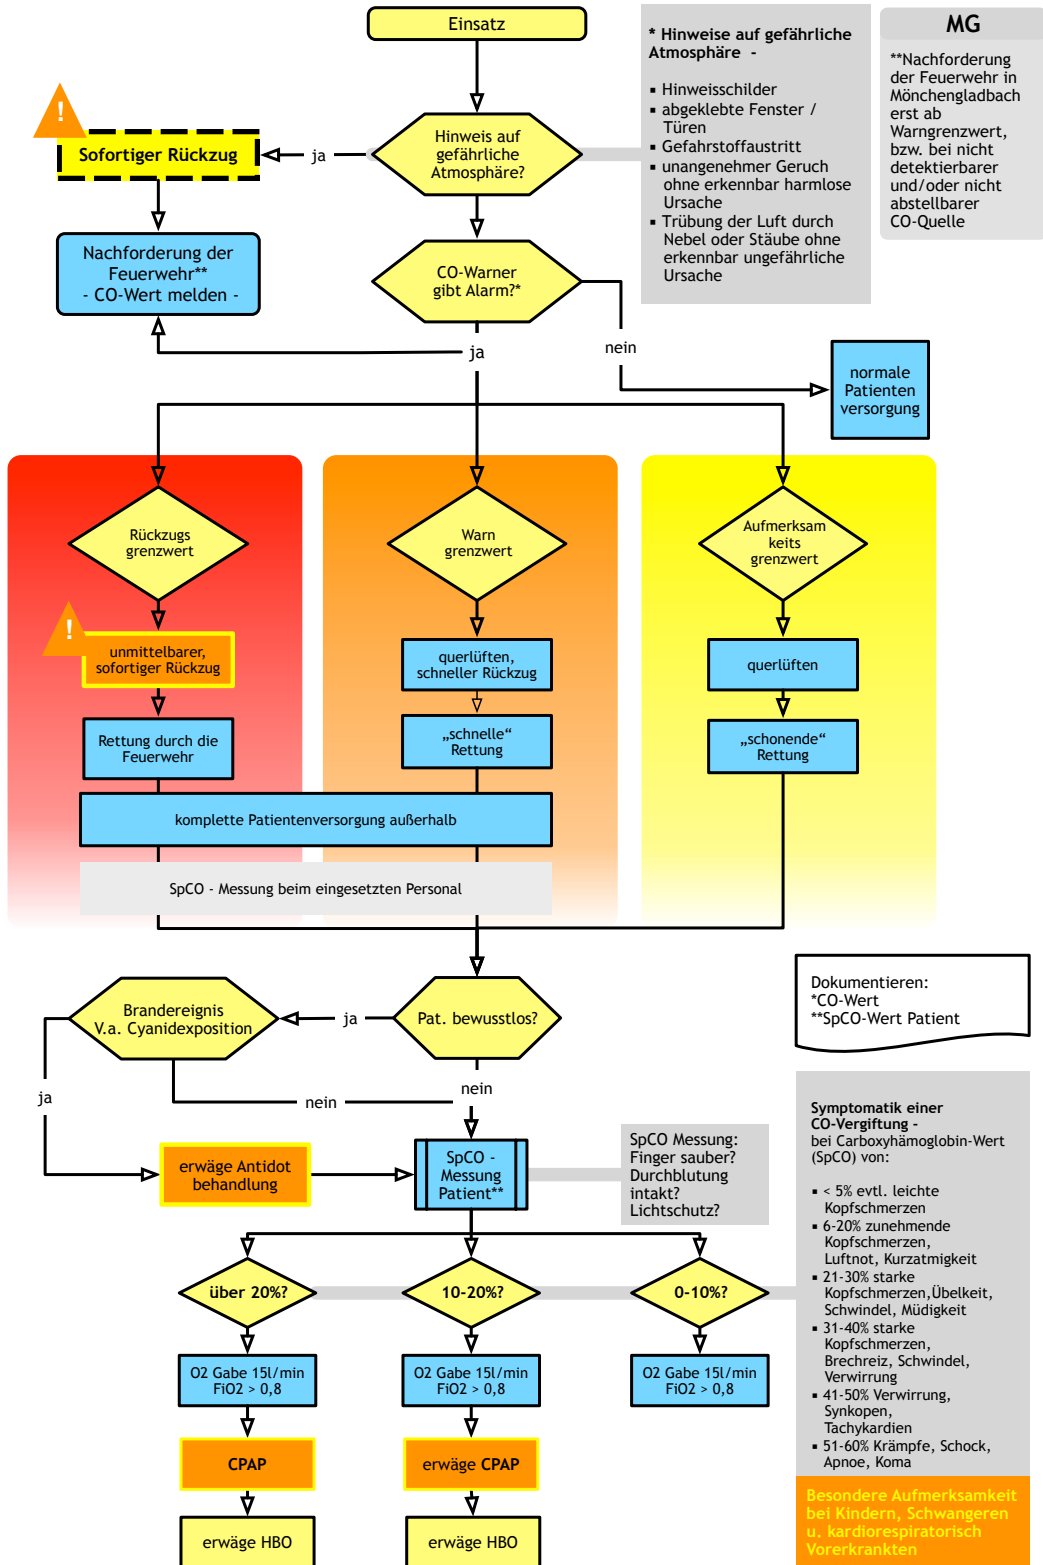 Einsatz
* Hinweise auf gefährliche
Atmosphäre -
▪ Hinweisschilder
▪ abgeklebte Fenster /
Türen
▪ Gefahrstoffaustritt
▪ unangenehmer Geruch
ohne erkennbar harmlose
Ursache
▪ Trübung der Luft durch
Nebel oder Stäube ohne
erkennbar ungefährliche
Ursache
MG
**Nachforderung
der Feuerwehr in
Mönchengladbach
erst ab
Warngrenzwert,
bzw. bei nicht
detektierbarer
und/oder nicht
abstellbarer
CO-Quelle
!
Sofortiger Rückzug
ja
Hinweis auf
gefährliche
Atmosphäre?
Nachforderung der
Feuerwehr**
- CO-Wert melden -
CO-Warner
gibt Alarm?*
ja
nein
normale
Patienten
versorgung
Rückzugs
grenzwert
Warn
grenzwert
Aufmerksam
keits
grenzwert
!
unmittelbarer,
sofortiger Rückzug
querlüften,
schneller Rückzug
querlüften
Rettung durch die
Feuerwehr
„schnelle“
Rettung
„schonende“
Rettung
komplette Patientenversorgung außerhalb
SpCO - Messung beim eingesetzten Personal
Brandereignis
V.a. Cyanidexposition
ja
Pat. bewusstlos?
Dokumentieren:
*CO-Wert
**SpCO-Wert Patient
ja
nein
nein
erwäge Antidot
behandlung
SpCO -
Messung
Patient**
SpCO Messung:
Finger sauber?
Durchblutung
intakt?
Lichtschutz?
Symptomatik einer
CO-Vergiftung -
bei Carboxyhämoglobin-Wert
(SpCO) von:
▪ < 5% evtl. leichte
Kopfschmerzen
▪ 6-20% zunehmende
Kopfschmerzen,
Luftnot, Kurzatmigkeit
▪ 21-30% starke
Kopfschmerzen,Übelkeit,
Schwindel, Müdigkeit
▪ 31-40% starke
Kopfschmerzen,
Brechreiz, Schwindel,
Verwirrung
▪ 41-50% Verwirrung,
Synkopen,
Tachykardien
▪ 51-60% Krämpfe, Schock,
Apnoe, Koma
Besondere Aufmerksamkeit
bei Kindern, Schwangeren
u. kardiorespiratorisch
Vorerkrankten
über 20%?
10-20%?
0-10%?
O2 Gabe 15l/min
FiO2 > 0,8
O2 Gabe 15l/min
FiO2 > 0,8
O2 Gabe 15l/min
FiO2 > 0,8
CPAP
erwäge CPAP
erwäge HBO
erwäge HBO